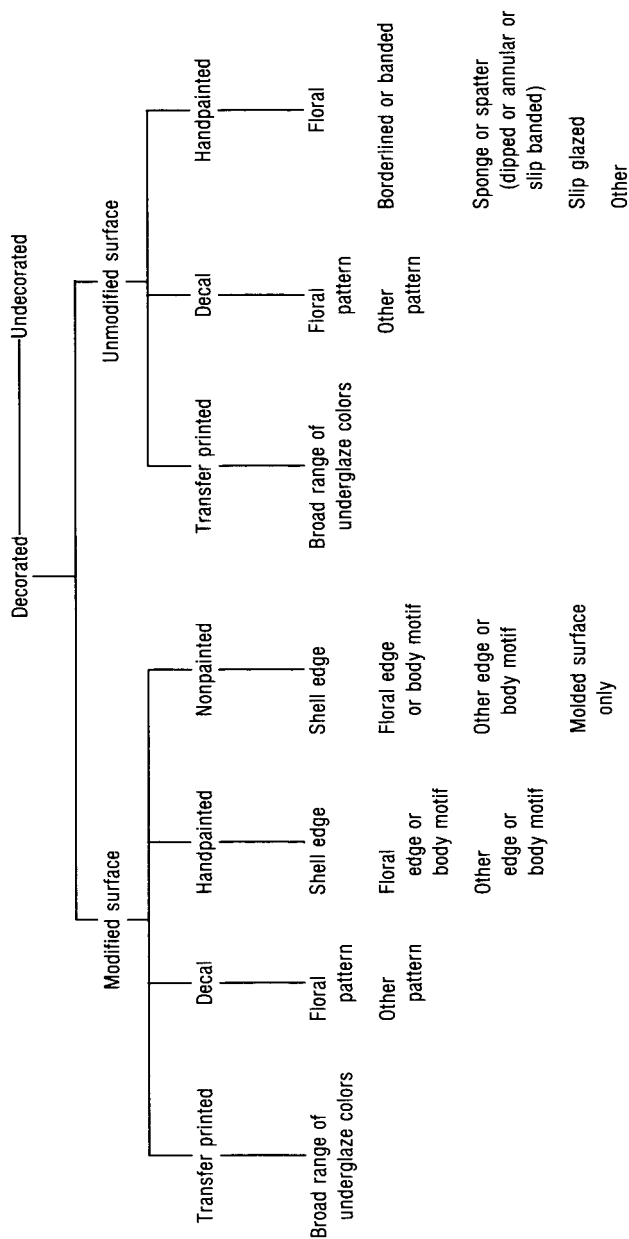 Decorated Undecorated
Modified surface Unmodified surface
Transfer printed Decal Handpainted Nonpainted Transfer printed Decal Handpainted
Broad range of
underglaze colors
Floral
pattern
Other
pattern
Shell edge
Floral
edge or
body motif
Other
edge or
body motif
Shell edge
Floral edge
or body motif
Other edge or
body motif
Molded surface
only
Broad range of
underglaze colors
Floral
pattern
Other
pattern
Floral
Borderlined or banded
Sponge or spatter
(dipped or annular or
slip banded)
Slip glazed
Other